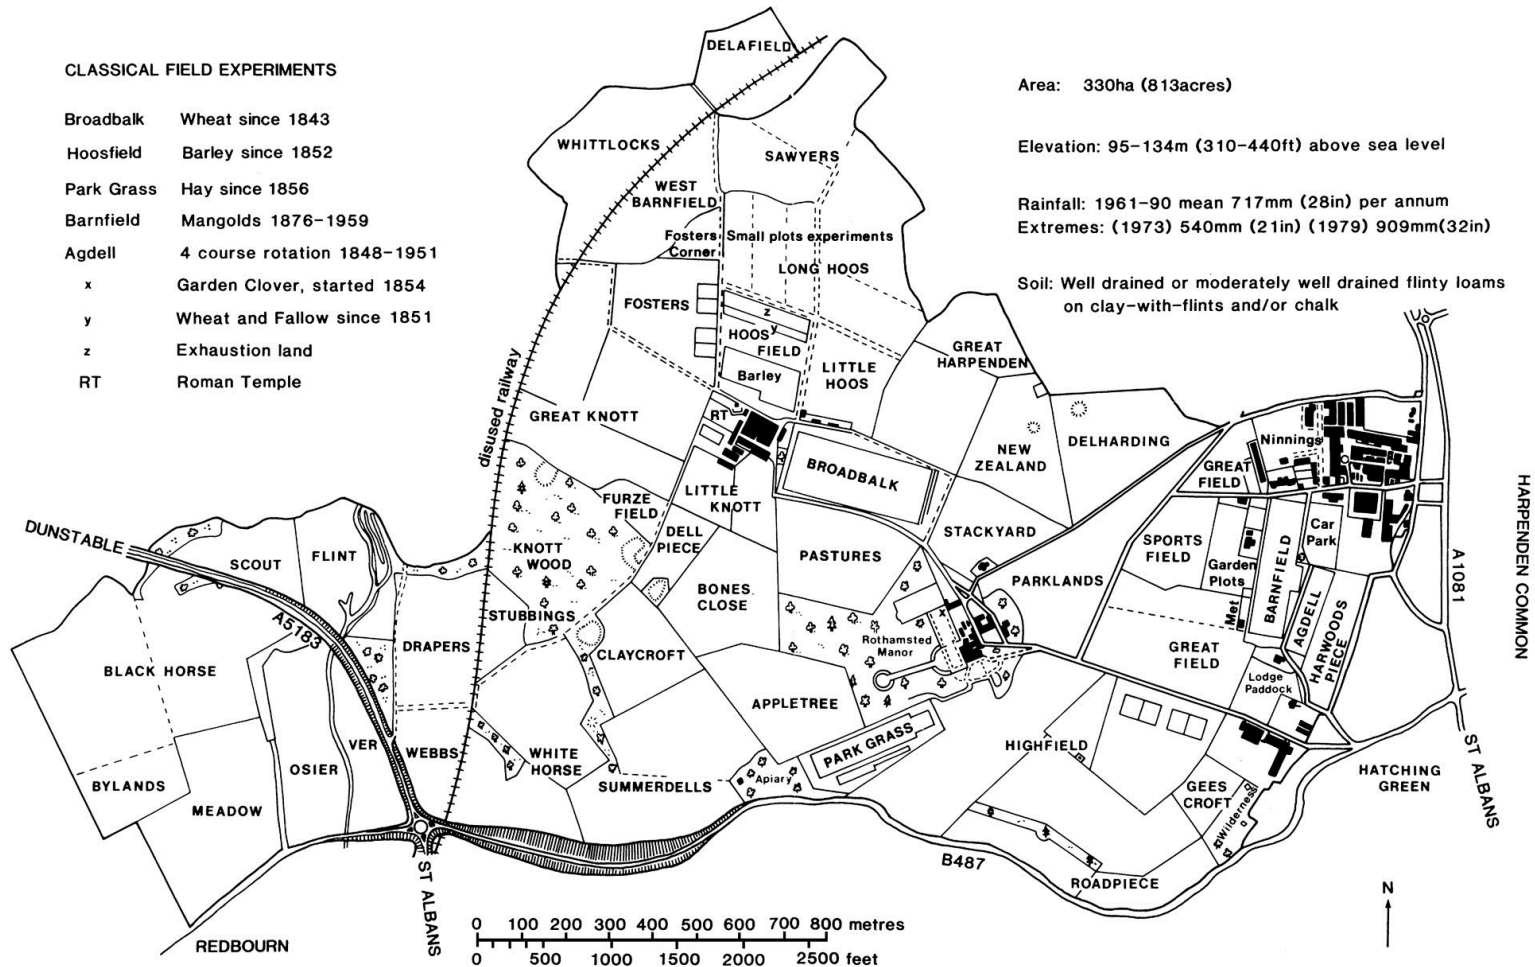 CLASSICAL FIELD EXPERIMENTS
Broadbalk Wheat since 1843
Hoosfield Barley since 1852
Park Grass Hay since 1856
Barnfield Mangolds 1876-1959
Agdell 4 course rotation 1848-1951
x Garden Clover, started 1854
y Wheat and Fallow since 1851
z Exhaustion land
RT Roman Temple
Area: 330ha (813acres)
Elevation: 95-134m (310-440ft) above sea level
Rainfall: 1961-90 mean 717mm (28in) per annum
Extremes: (1973) 540mm (21in) (1979) 909mm(32in)
Soil: Well drained or moderately well drained flinty loams
on clay-with-flints and/or chalk
DELAFIELD
WHITTLOCKS
SAWYERS
WEST
BARNFIELD
Fosters
Corner
Small plots experiments
LONG HOOS
FOSTERS
z
y
HOOS
FIELD
Barley
LITTLE
HOOS
GREAT
HARPENDEN
disused railway
GREAT KNOTT
RT
BROADBALK
NEW
ZEALAND
DELHARDING
Ninnings
GREAT
FIELD
LITTLE
KNOTT
FURZE
FIELD
DELL
PIECE
KNOTT
WOOD
STACKYARD
PASTURES
SPORTS
FIELD
Car
Park
Garden
Plots
Met
BARNFIELD
AGDELL
HARWOODS
PIECE
A1081
HARPENDEN COMMON
DUNSTABLE
SCOUT
FLINT
A5183
STUBBINGS
BONES
CLOSE
PARKLANDS
x
Rothamsted
Manor
GREAT
FIELD
Lodge
Paddock
BLACK HORSE
DRAPERS
CLAYCROFT
APPLETREE
PARK GRASS
HIGHFIELD
VER
WEBBS
WHITE
HORSE
OSIER
BYLANDS
MEADOW
SUMMERDELLS
Apiary
GEES
CROFT
Wilderness
HATCHING
GREEN
ST ALBANS
B487
ROADPIECE
ST ALBANS
REDBOURN
N
0 100 200 300 400 500 600 700 800 metres
0 500 1000 1500 2000 2500 feet